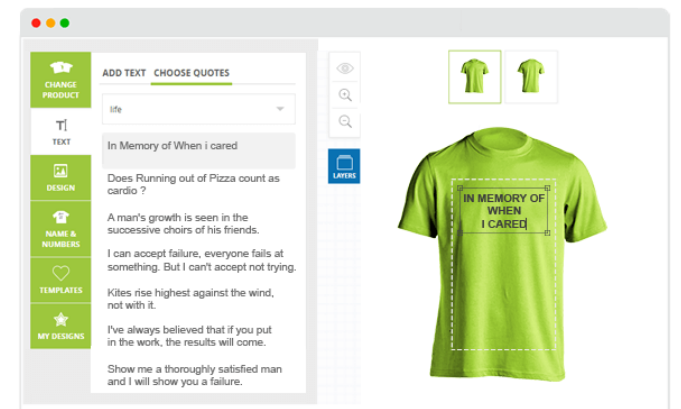 CHANGE
PRODUCT
TEXT
DESIGN
NAME &
NUMBERS
TEMPLATES
MY DESIGNS
ADD TEXT CHOOSE QUOTES
life
In Memory of When i cared
Does Running out of Pizza count as
cardio ?
A man's growth is seen in the
successive choirs of his friends.
I can accept failure, everyone fails at
something. But I can't accept not trying.
Kites rise highest against the wind,
not with it.
I've always believed that if you put
in the work, the results will come.
Show me a thoroughly satisfied man
and I will show you a failure.
LAYERS
IN MEMORY OF
WHEN
I CARED